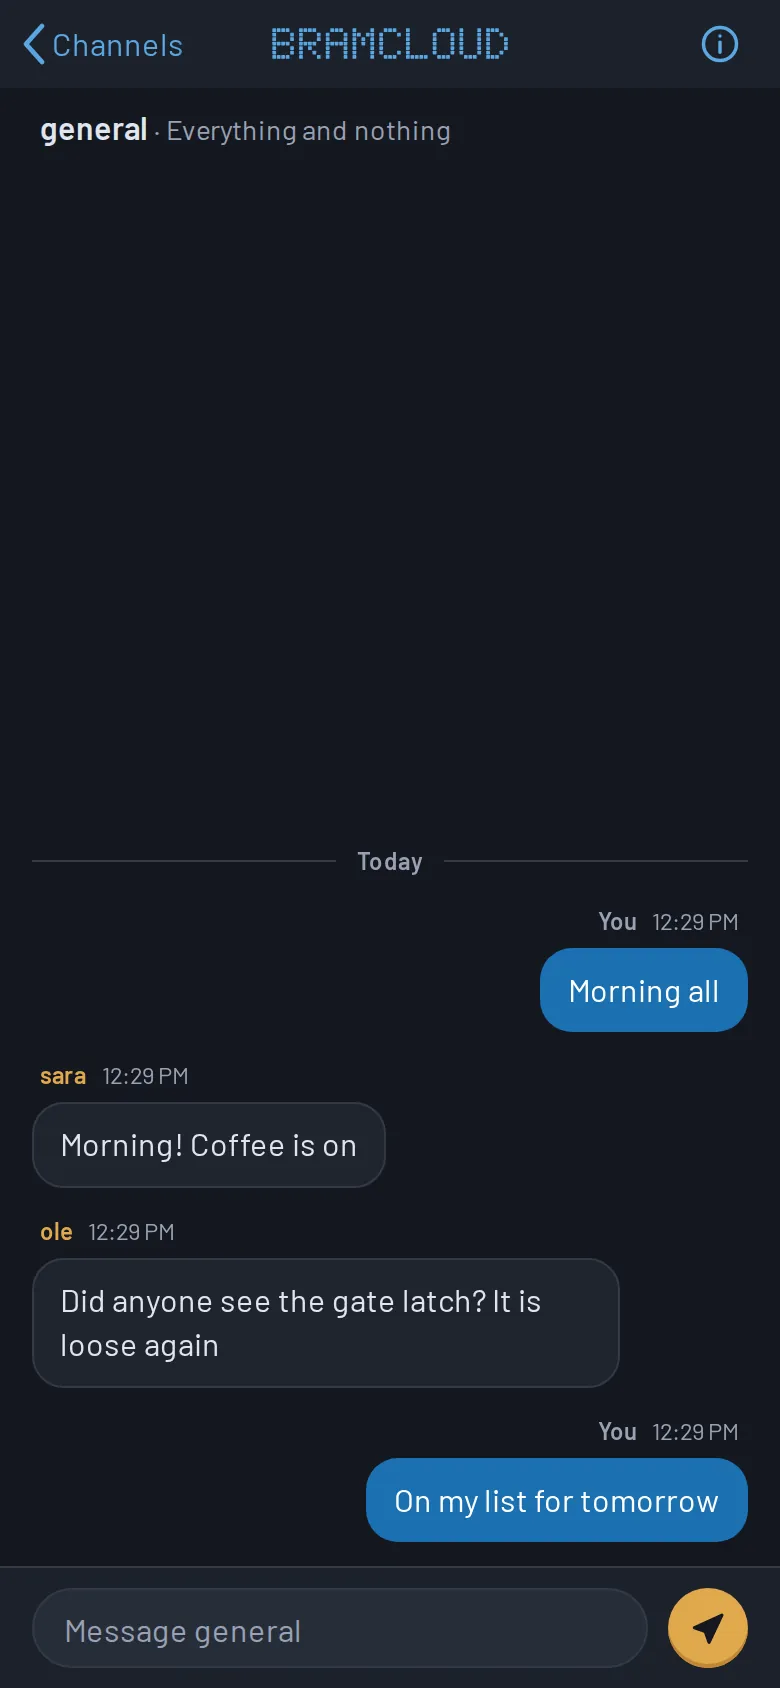 Channels
BRAMCLOUD
general · Everything and nothing
Today
You 12:29 PM
Morning all
sara 12:29 PM
Morning! Coffee is on
ole 12:29 PM
Did anyone see the gate latch? It is
loose again
You 12:29 PM
On my list for tomorrow
Message general